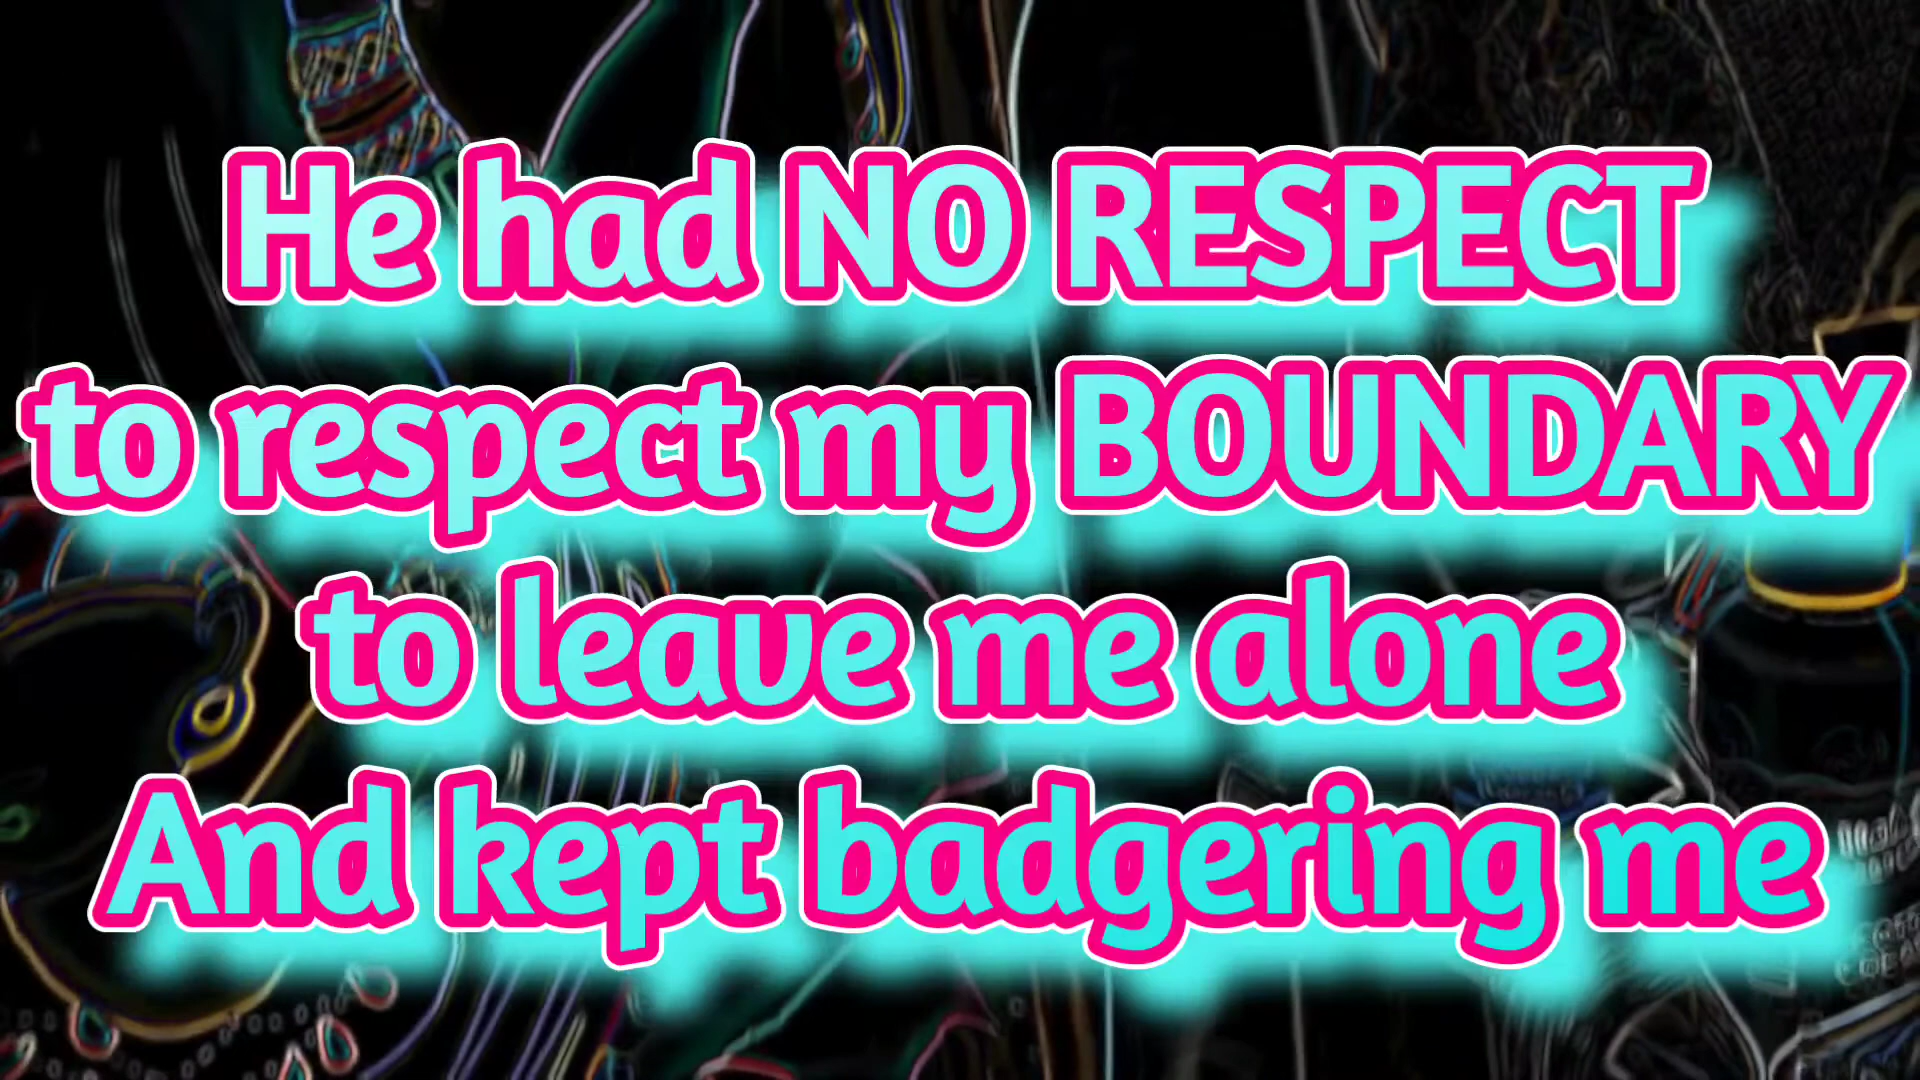 He had NO RESPECT
to respect my BOUNDARY
to leave me alone
And kept badgering me